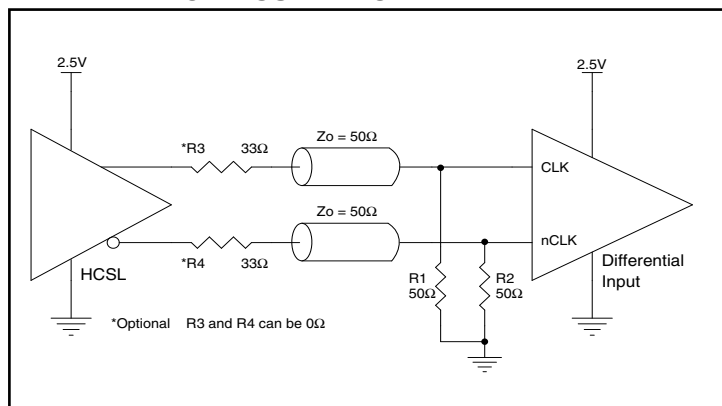 2.5V
2.5V
*R3 33Ω
Zo = 50Ω
CLK
Zo = 50Ω
nCLK
*R4 33Ω
HCSL
R1
50Ω
R2
50Ω
Differential
Input
*Optional R3 and R4 can be 0Ω